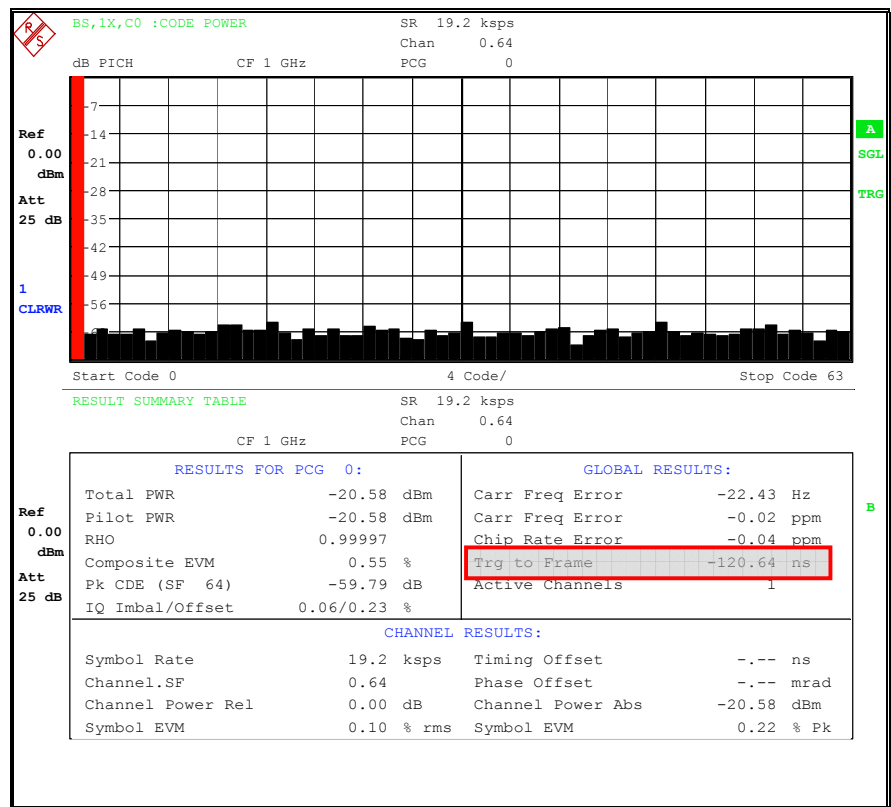 R S
BS,1X,C0 :CODE POWER SR 19.2 ksps
Chan 0.64
dB PICH CF 1 GHz PCG 0
-7
Ref -14 A
0.00 -21 SGL
dBm
Att -28 TRG
25 dB -35
-42
-49
1
CLRWR -56
Start Code 0 4 Code/ Stop Code 63
RESULT SUMMARY TABLE SR 19.2 ksps
Chan 0.64
CF 1 GHz PCG 0
RESULTS FOR PCG 0: GLOBAL RESULTS:
Total PWR -20.58 dBm Carr Freq Error -22.43 Hz
Ref Pilot PWR -20.58 dBm Carr Freq Error -0.02 ppm B
0.00 RHO 0.99997 Chip Rate Error -0.04 ppm
dBm Composite EVM 0.55 % Trg to Frame -120.64 ns
Att Pk CDE (SF 64) -59.79 dB Active Channels 1
25 dB IQ Imbal/Offset 0.06/0.23 %
CHANNEL RESULTS:
Symbol Rate 19.2 ksps Timing Offset -.-- ns
Channel.SF 0.64 Phase Offset -.-- mrad
Channel Power Rel 0.00 dB Channel Power Abs -20.58 dBm
Symbol EVM 0.10 % rms Symbol EVM 0.22 % Pk